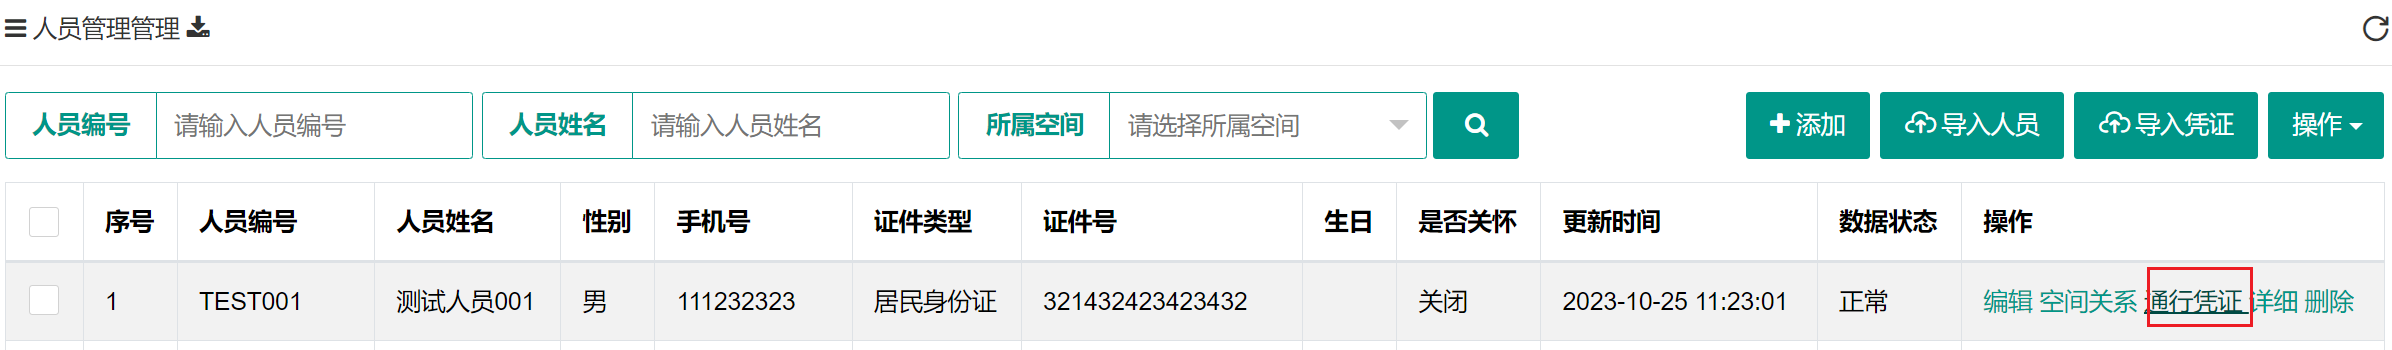 人员管理管理
人员编号 请输入人员编号 人员姓名 请输入人员姓名 所属空间 请选择所属空间 添加 导入人员 导入凭证 操作
序号 人员编号 人员姓名 性别 手机号 证件类型 证件号 生日 是否关怀 更新时间 数据状态 操作
1 TEST001 测试人员001 男 111232323 居民身份证 321432423423432 关闭 2023-10-25 11:23:01 正常 编辑 空间关系 通行凭证 详细 删除